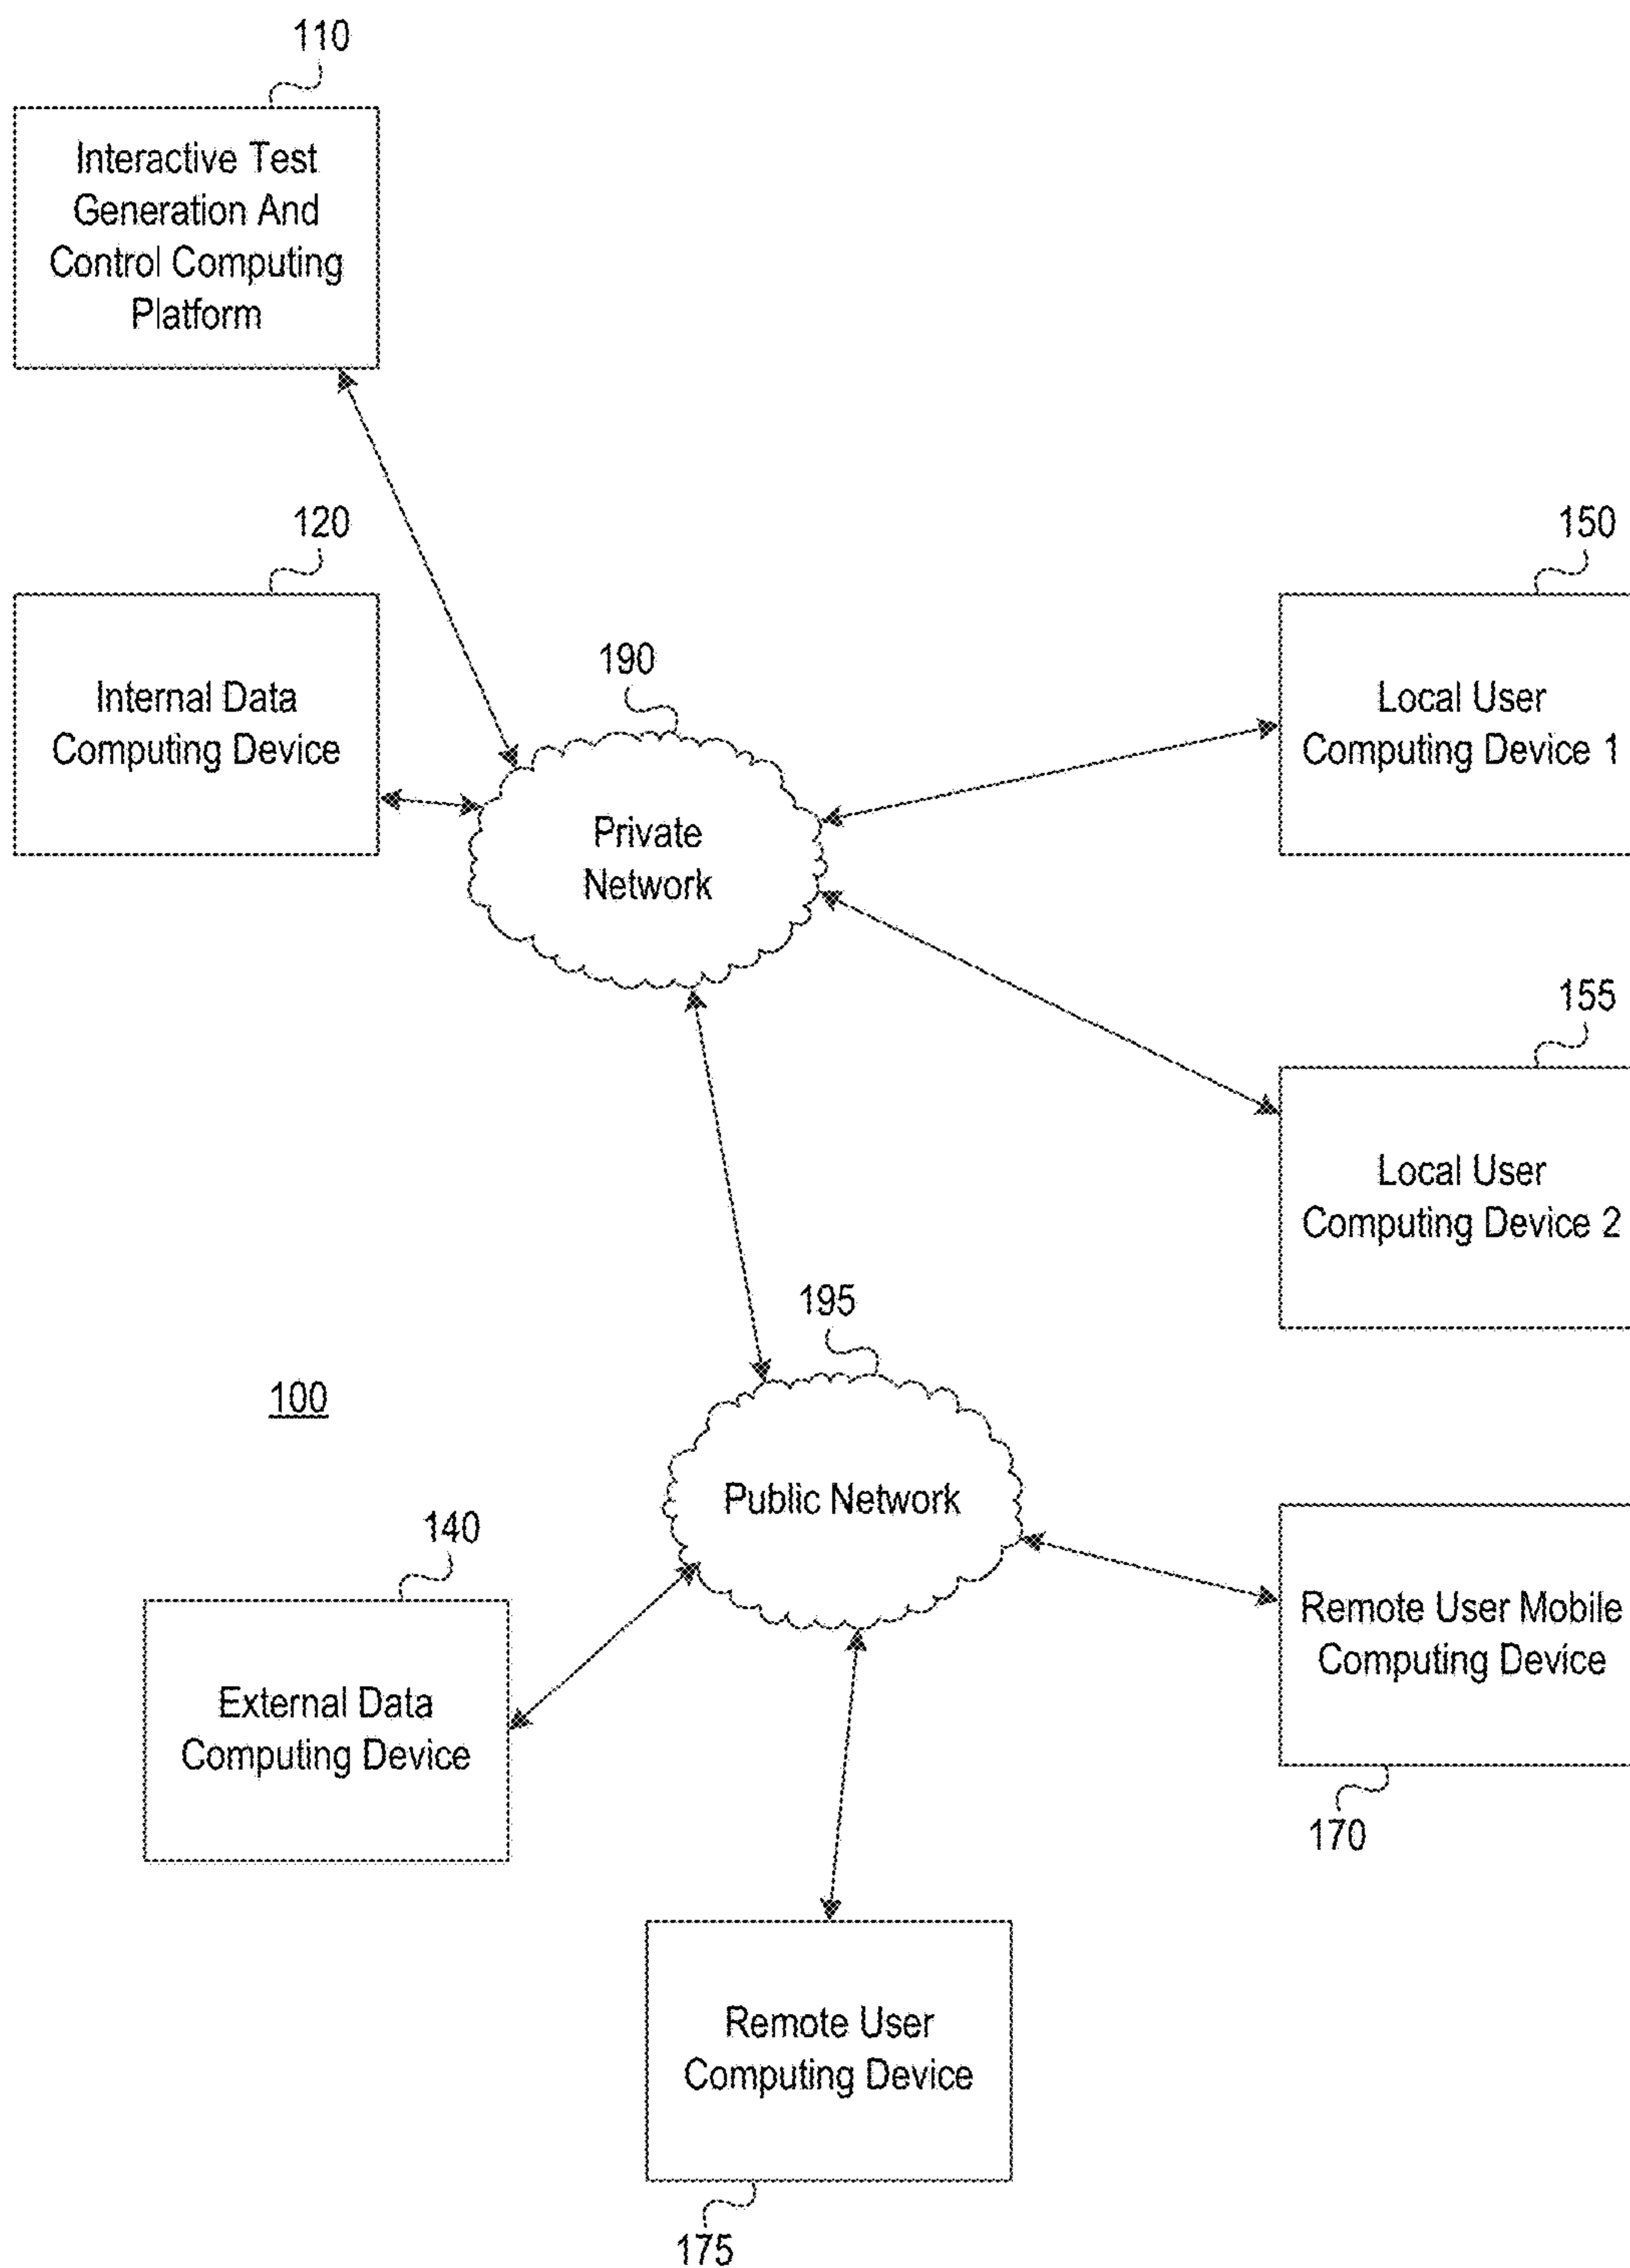 110
Interactive Test
Generation And
Control Computing
Platform
120
Internal Data
Computing Device
190
Private
Network
150
Local User
Computing Device 1
155
Local User
Computing Device 2
195
Public Network
100
140
External Data
Computing Device
Remote User Mobile
Computing Device
170
Remote User
Computing Device
175